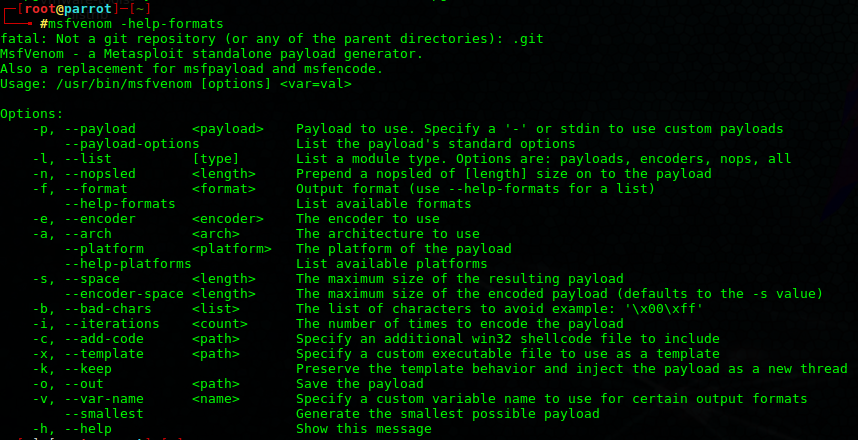 [root@parrot]-[~]
#msfvenom -help-formats
fatal: Not a git repository (or any of the parent directories): .git
MsfVenom - a Metasploit standalone payload generator.
Also a replacement for msfpayload and msfencode.
Usage: /usr/bin/msfvenom [options] <var=val>

Options:
    -p, --payload       <payload>    Payload to use. Specify a '-' or stdin to use custom payloads
        --payload-options            List the payload's standard options
    -l, --list          [type]       List a module type. Options are: payloads, encoders, nops, all
    -n, --nopsled       <length>     Prepend a nopsled of [length] size on to the payload
    -f, --format        <format>     Output format (use --help-formats for a list)
        --help-formats               List available formats
    -e, --encoder       <encoder>    The encoder to use
    -a, --arch          <arch>       The architecture to use
        --platform      <platform>   The platform of the payload
        --help-platforms             List available platforms
    -s, --space         <length>     The maximum size of the resulting payload
        --encoder-space <length>     The maximum size of the encoded payload (defaults to the -s value)
    -b, --bad-chars     <list>       The list of characters to avoid example: '\x00\xff'
    -i, --iterations    <count>      The number of times to encode the payload
    -c, --add-code      <path>       Specify an additional win32 shellcode file to include
    -x, --template      <path>       Specify a custom executable file to use as a template
    -k, --keep                       Preserve the template behavior and inject the payload as a new thread
    -o, --out           <path>       Save the payload
    -v, --var-name      <name>       Specify a custom variable name to use for certain output formats
        --smallest                   Generate the smallest possible payload
    -h, --help                       Show this message